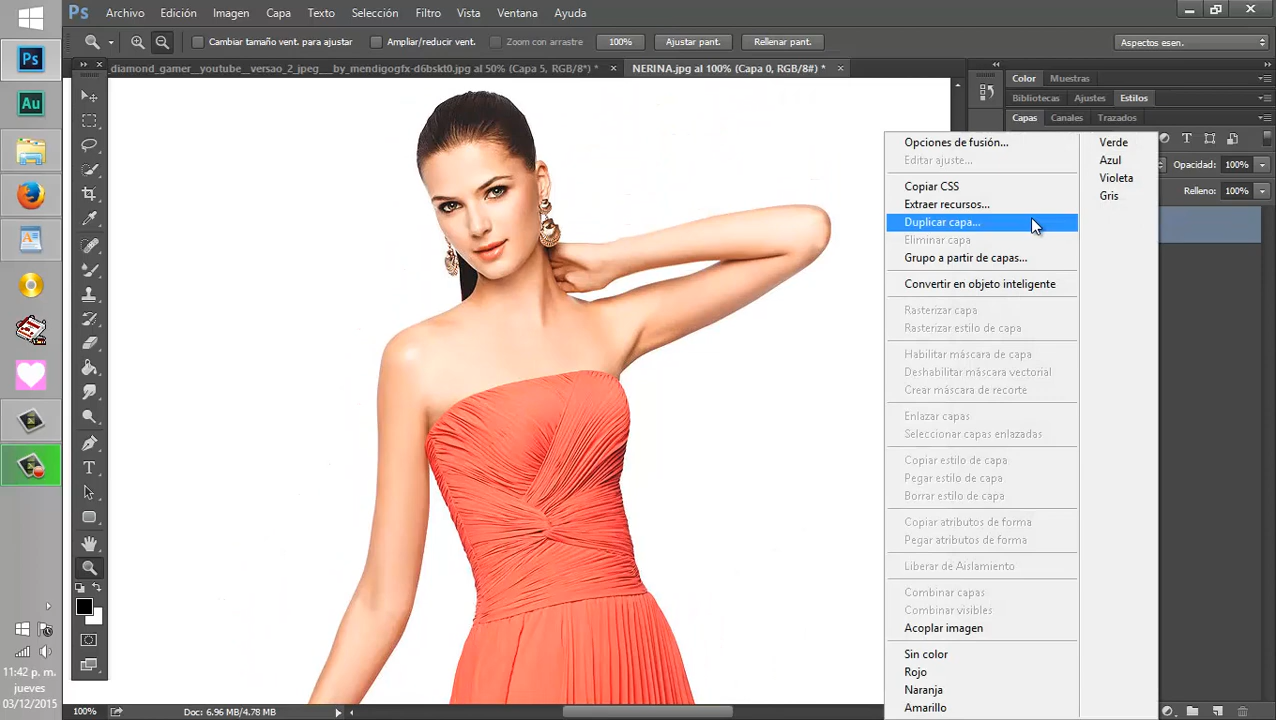 Ps Archivo Edición Imagen Capa Texto Selección Filtro Vista Ventana Ayuda
Cambiar tamaño vent. para ajustar Ampliar/reducir vent. Zoom con arrastre 100% Ajustar pant. Rellenar pant. Aspectos esen.
Ps
diamond_gamer__youtube__versao_2_jpeg___by_mendigogfx-d6bskt0.jpg al 50% (Capa 5, RGB/8*) * NERINA.jpg al 100% (Capa 0, RGB/8#) *
Color Muestras
Bibliotecas Ajustes Estilos
Capas Canales Trazados
Au
Opacidad: 100%
Relleno: 100%
Opciones de fusión...
Editar ajuste...
Copiar CSS
Extraer recursos...
Duplicar capa...
Eliminar capa
Grupo a partir de capas...
Convertir en objeto inteligente
Rasterizar capa
Rasterizar estilo de capa
Habilitar máscara de capa
Deshabilitar máscara vectorial
Crear máscara de recorte
Enlazar capas
Seleccionar capas enlazadas
Copiar estilo de capa
Pegar estilo de capa
Borrar estilo de capa
Copiar atributos de forma
Pegar atributos de forma
Liberar de Aislamiento
Combinar capas
Combinar visibles
Acoplar imagen
Sin color
Rojo
Naranja
Amarillo
Verde
Azul
Violeta
Gris
11:42 p. m.
jueves
03/12/2015
100% Doc: 6.96 MB/4.78 MB